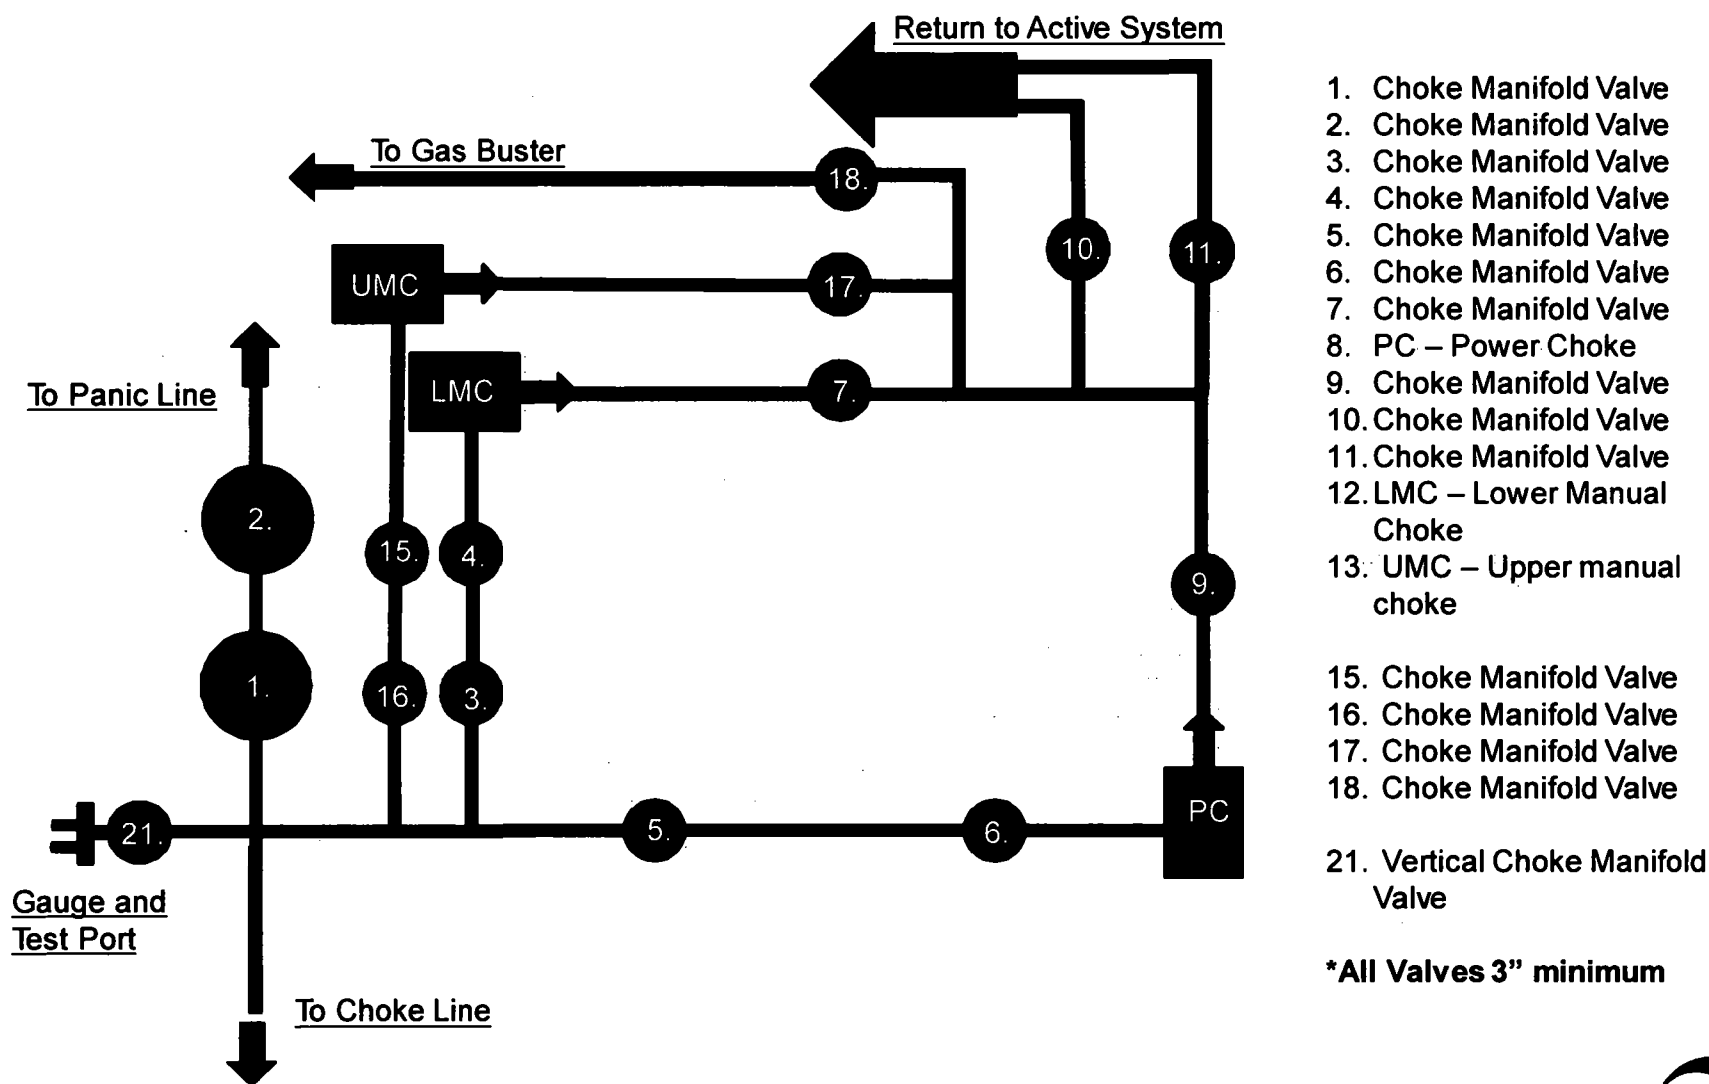 Return to Active System
To Gas Buster
18.
10.
11.
UMC
17.
To Panic Line
LMC
7.
2.
15.
4.
9.
1.
16.
3.
21.
5.
6.
PC
Gauge and
Test Port
To Choke Line
1. Choke Manifold Valve
2. Choke Manifold Valve
3. Choke Manifold Valve
4. Choke Manifold Valve
5. Choke Manifold Valve
6. Choke Manifold Valve
7. Choke Manifold Valve
8. PC – Power Choke
9. Choke Manifold Valve
10. Choke Manifold Valve
11. Choke Manifold Valve
12. LMC – Lower Manual
Choke
13. UMC – Upper manual
choke
15. Choke Manifold Valve
16. Choke Manifold Valve
17. Choke Manifold Valve
18. Choke Manifold Valve
21. Vertical Choke Manifold
Valve
*All Valves 3” minimum